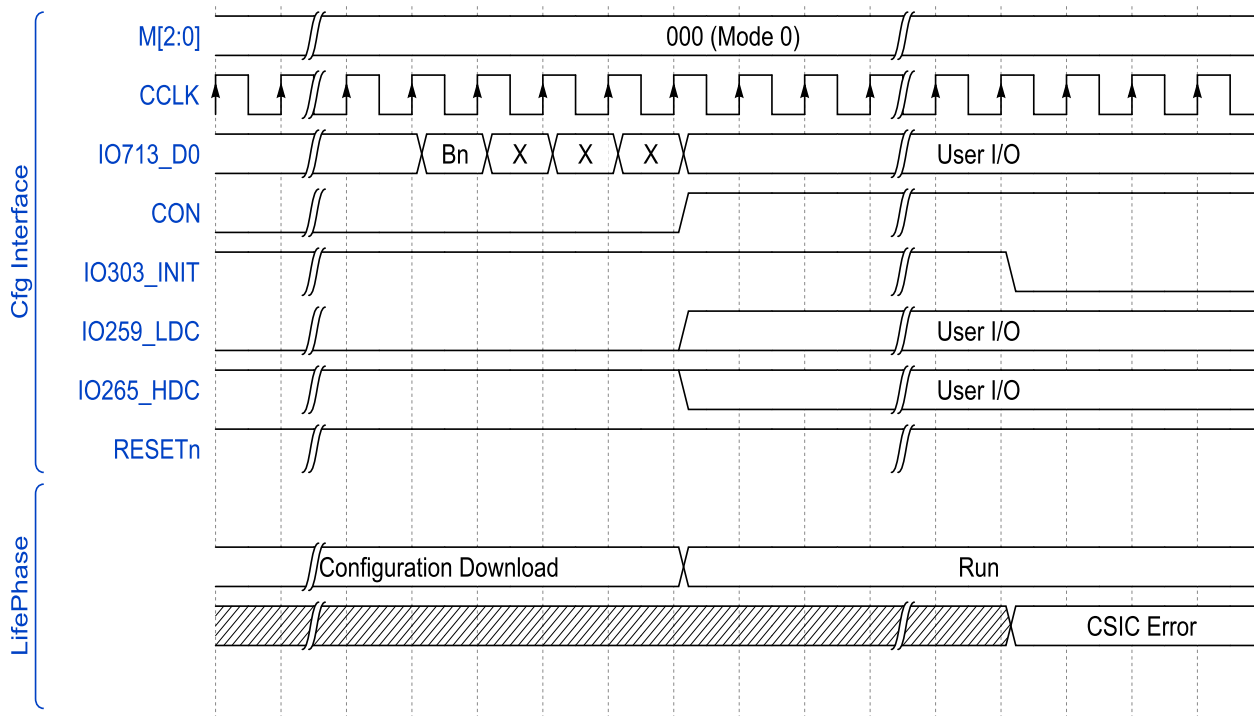 M[2:0]
000 (Mode 0)
CCLK
IO713_D0
Bn
X
X
X
User I/O
CON
IO303_INIT
IO259_LDC
User I/O
IO265_HDC
User I/O
RESETn
Cfg Interface
Configuration Download
Run
CSIC Error
LifePhase